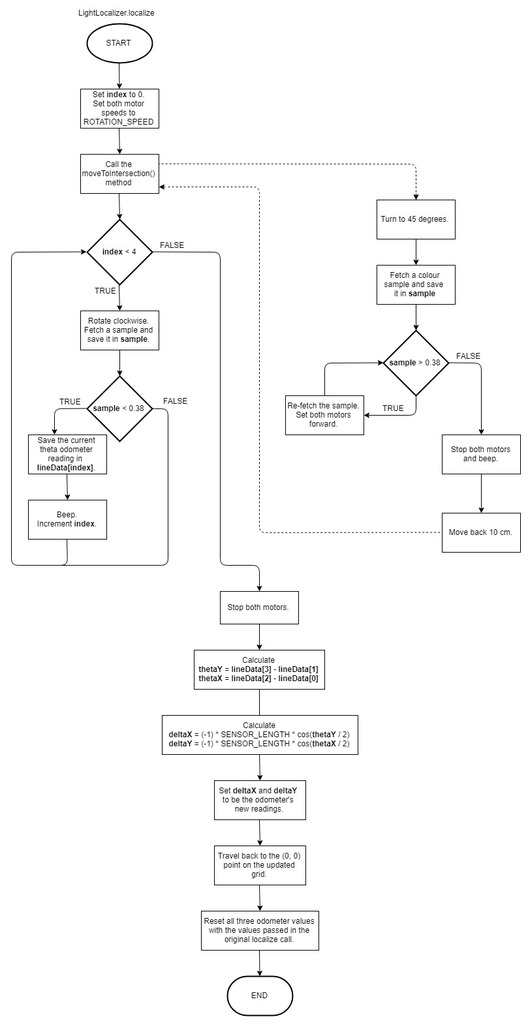 LightLocalizer.localize
START
Set index to 0.
Set both motor
speeds to
ROTATION_SPEED
Call the
moveToIntersection()
method
index < 4
FALSE
TRUE
Rotate clockwise.
Fetch a sample and
save it in sample.
sample < 0.38
TRUE
FALSE
Save the current
theta odometer
reading in
lineData[index].
Beep.
Increment index.
Turn to 45 degrees.
Fetch a colour
sample and save
it in sample
sample > 0.38
FALSE
TRUE
Re-fetch the sample.
Set both motors
forward.
Stop both motors
and beep.
Move back 10 cm.
Stop both motors.
Calculate
thetaY = lineData[3] - lineData[1]
thetaX = lineData[2] - lineData[0]
Calculate
deltaX = (-1) * SENSOR_LENGTH * cos(thetaY / 2)
deltaY = (-1) * SENSOR_LENGTH * cos(thetaX / 2)
Set deltaX and deltaY
to be the odometer's
new readings.
Travel back to the (0, 0)
point on the updated
grid.
Reset all three odometer values
with the values passed in the
original localize call.
END